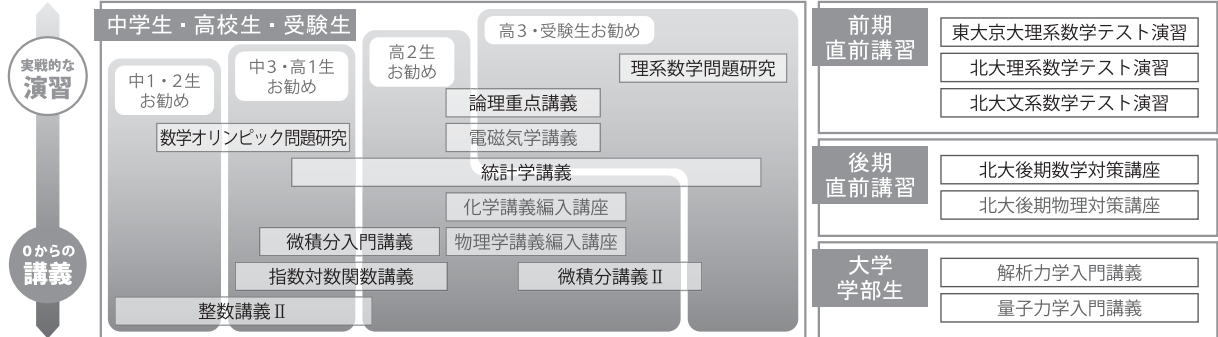 実戦的な
演習
0からの
講義
中学生・高校生・受験生
中1・2生
お勧め
中3・高1生
お勧め
高2生
お勧め
高3・受験生お勧め
理系数学問題研究
論理重点講義
数学オリンピック問題研究
電磁気学講義
統計学講義
化学講義編入講座
微積分入門講義
物理学講義編入講座
指数対数関数講義
微積分講義Ⅱ
整数講義Ⅱ
前期
直前講習
東大京大理系数学テスト演習
北大理系数学テスト演習
北大文系数学テスト演習
後期
直前講習
北大後期数学対策講座
北大後期物理対策講座
大学
学部生
解析力学入門講義
量子力学入門講義